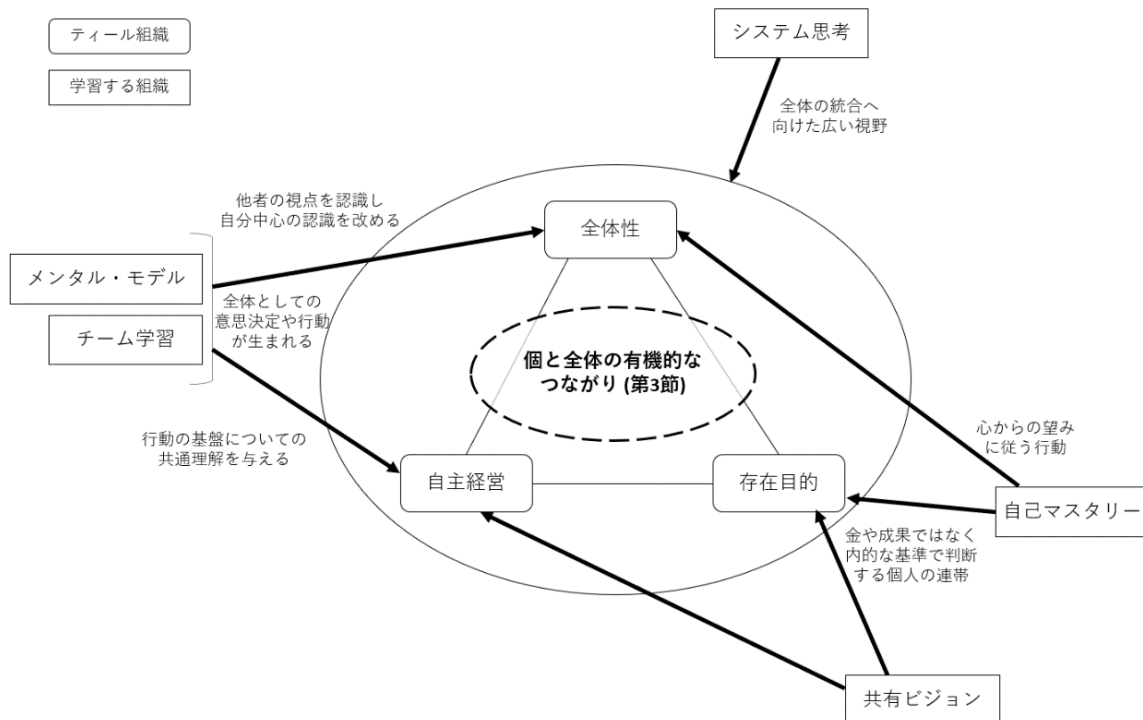 ティール組織
学習する組織
システム思考
全体の統合へ
向けた広い視野
他者の視点を認識し
自分中心の認識を改める
全体性
メンタル・モデル
チーム学習
全体としての
意思決定や行動
が生まれる
個と全体の有機的な
つながり (第3節)
行動の基盤についての
共通理解を与える
自主経営
存在目的
心からの望み
に従う行動
自己マスタリー
金や成果ではなく
内的な基準で判断
する個人の連帯
共有ビジョン